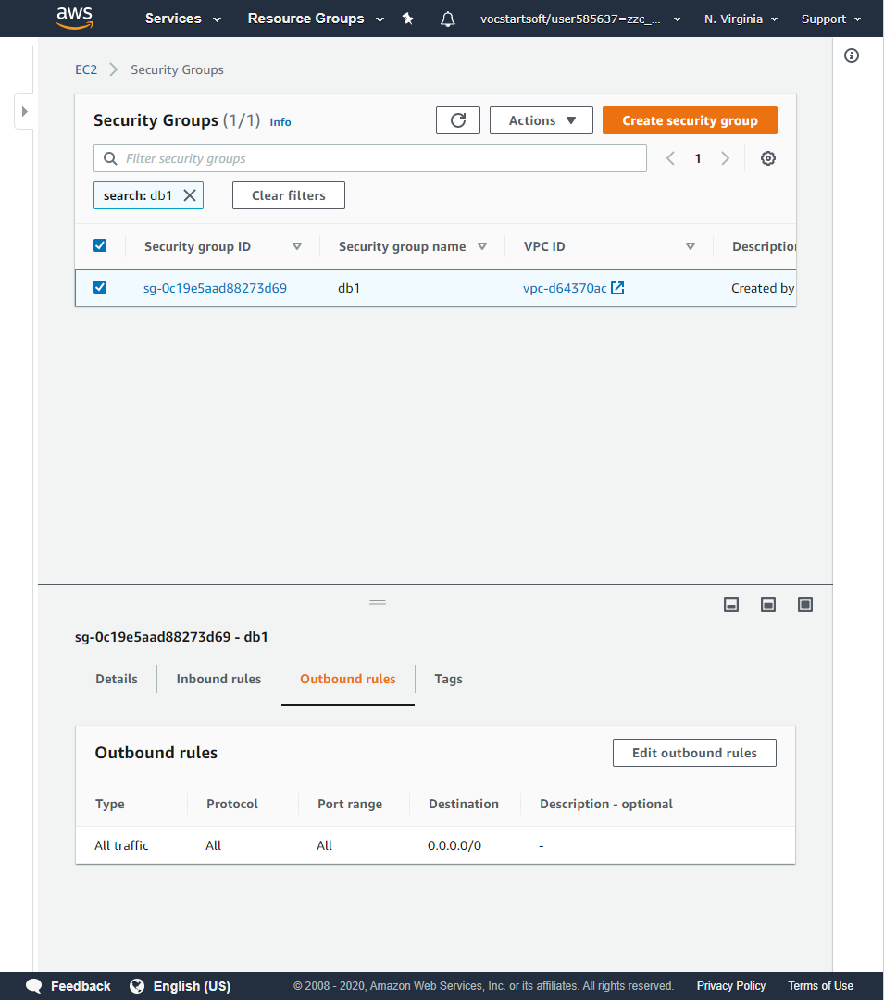 aws Services Resource Groups vocstartsoft/user585637=zzc_... N. Virginia Support
EC2 Security Groups
Security Groups (1/1) Info Actions Create security group
Filter security groups 1
search: db1 Clear filters
Security group ID Security group name VPC ID Description
sg-0c19e5aad88273d69 db1 vpc-d64370ac Created by
sg-0c19e5aad88273d69 - db1
Details Inbound rules Outbound rules Tags
Outbound rules Edit outbound rules
Type Protocol Port range Destination Description - optional
All traffic All All 0.0.0.0/0 -
Feedback English (US) © 2008 - 2020, Amazon Web Services, Inc. or its affiliates. All rights reserved. Privacy Policy Terms of Use